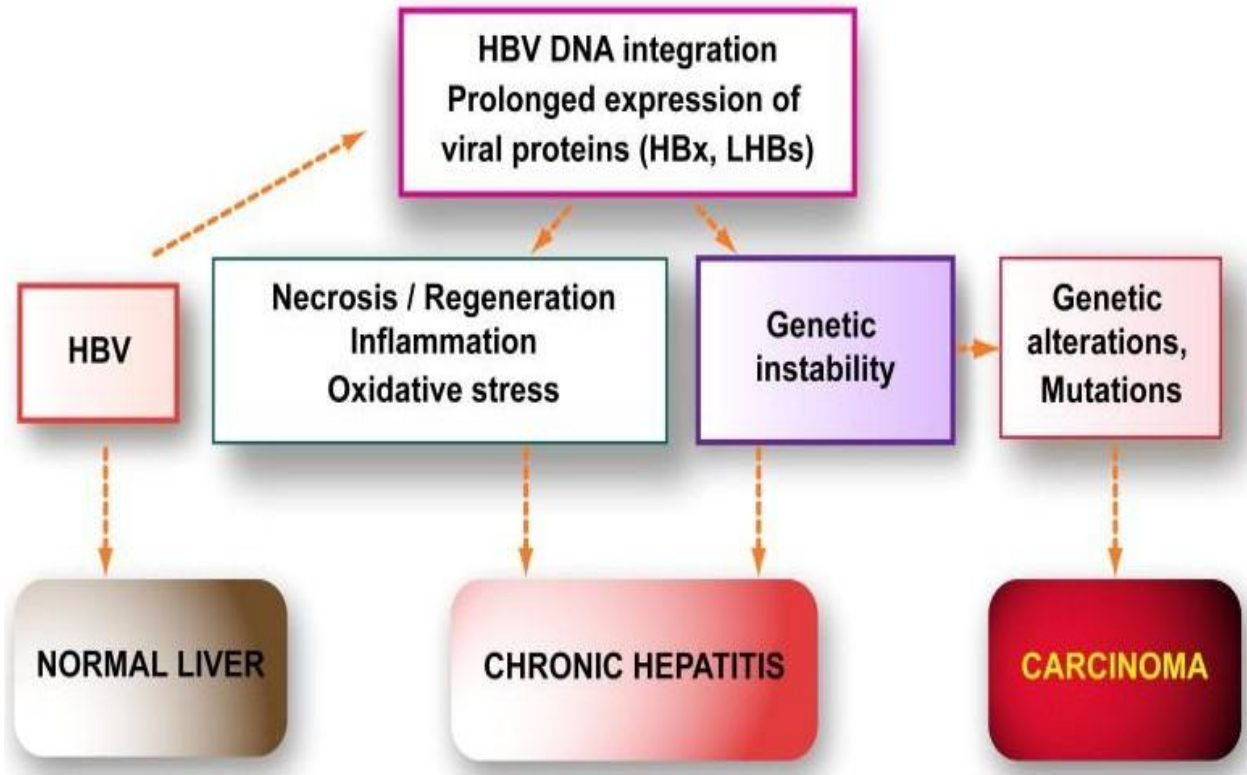 HBV DNA integration
Prolonged expression of
viral proteins (HBx, LHBs)
HBV
Necrosis / Regeneration
Inflammation
Oxidative stress
Genetic
instability
Genetic
alterations,
Mutations
NORMAL LIVER
CHRONIC HEPATITIS
CARCINOMA